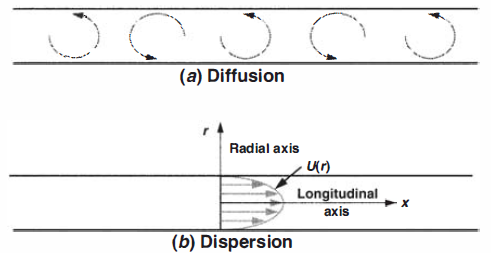 (a) Diffusion
r
Radial axis
U(r)
Longitudinal
axis
x
(b) Dispersion